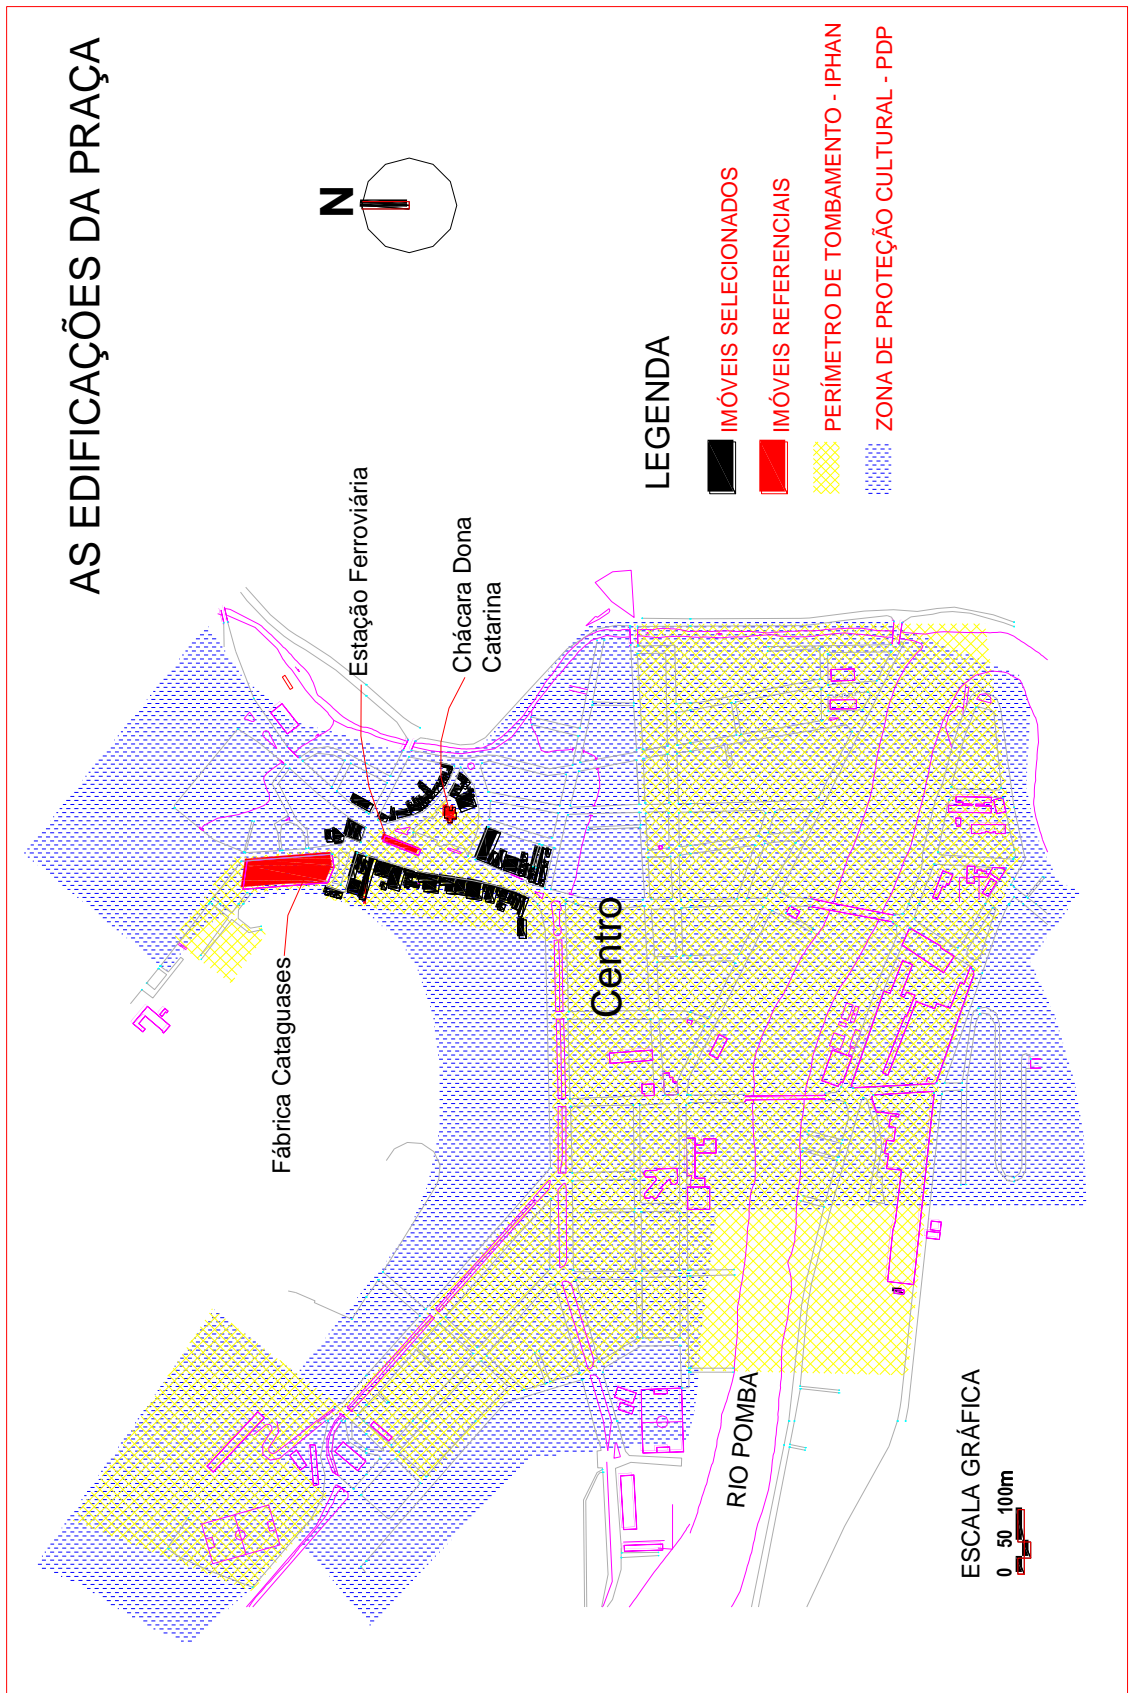 AS EDIFICAÇÕES DA PRAÇA
N
Fábrica Cataguases
Estação Ferroviária
Chácara Dona
Catarina
Centro
RIO POMBA
LEGENDA
IMÓVEIS SELECIONADOS
IMÓVEIS REFERENCIAIS
PERÍMETRO DE TOMBAMENTO - IPHAN
ZONA DE PROTEÇÃO CULTURAL - PDP
ESCALA GRÁFICA
0 50 100m